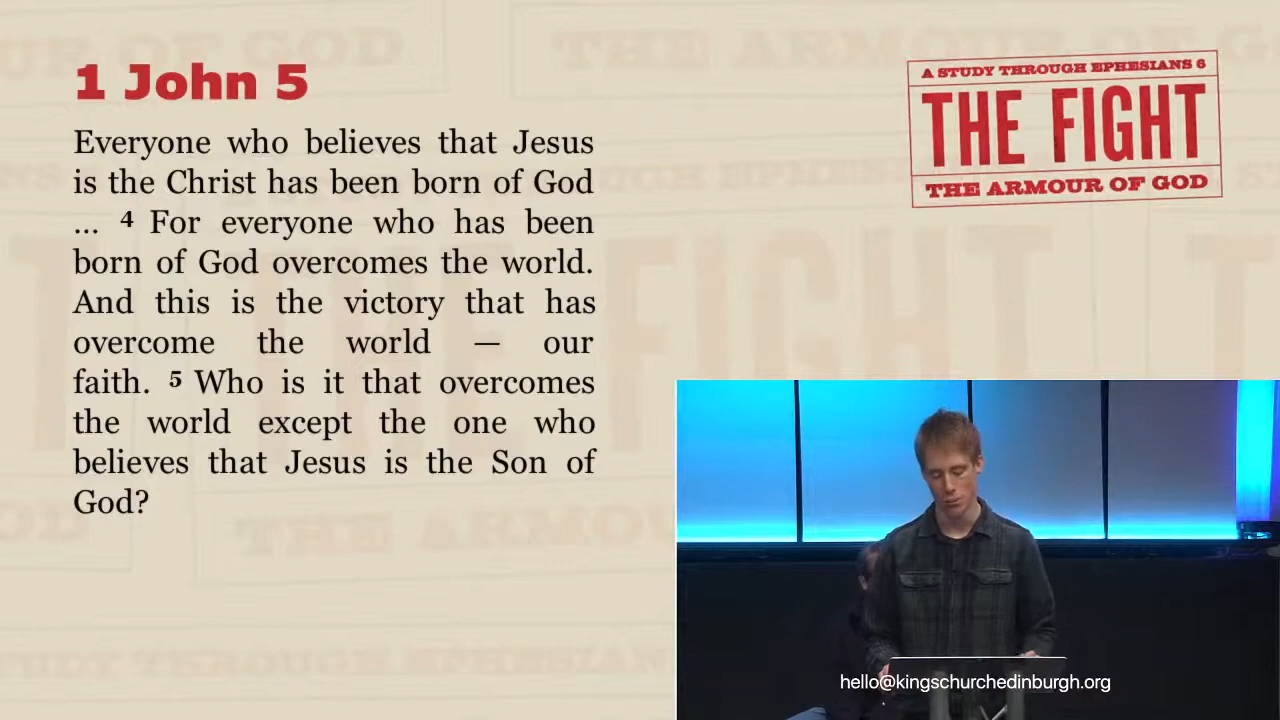 1 John 5
Everyone who believes that Jesus
is the Christ has been born of God
... 4 For everyone who has been
born of God overcomes the world.
And this is the victory that has
overcome the world — our
faith. 5 Who is it that overcomes
the world except the one who
believes that Jesus is the Son of
God?
A STUDY THROUGH EPHESIANS 6
THE FIGHT
THE ARMOUR OF GOD
hello@kingschurchedinburgh.org